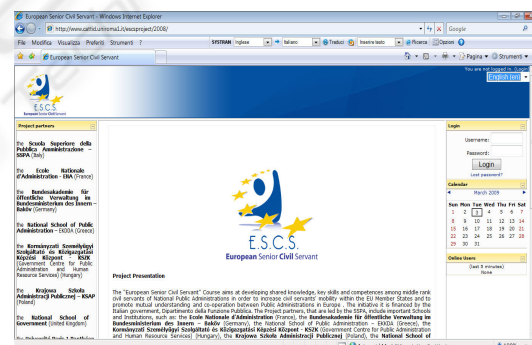 European Senior Civil Servant - Windows Internet Explorer
http://www.cattid.uniroma1.it/escsproject/2008/
Google
File Modifica Visualizza Preferiti Strumenti ?
SYSTRAN Inglese Italiano Traduci Inserire testo Ricerca Opzioni
European Senior Civil Servant
Pagina Strumenti
You are not logged in. (Login)
English (en)
E.S.C.S.
European Senior Civil Servant
Project partners
the Scuola Superiore della
Pubblica Amministrazione –
SSPA (Italy)
the Ecole Nationale
d'Administration - ENA (France)
the Bundesakademie für
öffentliche Verwaltung im
Bundesministerium des Innern –
Baköv (Germany)
the National School of Public
Administration – EKDDA (Greece)
the Kormányzati Személyügyi
Szolgáltató és Közigazgatási
Képzési Központ - KSZK
(Government Centre for Public
Administration and Human
Resource Services) (Hungary)
the Krajowa Szkola
Administracji Publicznej – KSAP
(Poland)
the National School of
Government (United Kingdom)
E.S.C.S.
European Senior Civil Servant
Project Presentation
The "European Senior Civil Servant" Course aims at developing shared knowledge, key skills and competences among middle rank
civil servants of National Public Administrations in order to increase civil servants' mobility within the EU Member States and to
promote mutual understanding and co-operation between Public Administrations in Europe . The initiative it is financed by the
Italian government, Dipartimento della Funzione Pubblica. The Project partners, that are led by the SSPA, include important Schools
and Institutions, such as: the Ecole Nationale d'Administration (France), the Bundesakademie für öffentliche Verwaltung im
Bundesministerium des Innern – Baköv (Germany), the National School of Public Administration – EKDDA (Greece), the
Kormányzati Személyügyi Szolgáltató és Közigazgatási Képzési Központ - KSZK (Government Centre for Public Administration
and Human Resource Services) (Hungary), the Krajowa Szkola Administracji Publicznej (Poland), the National School of
Login
Username:
Password:
Login
Lost password?
Calendar
March 2009
Sun Mon Tue Wed Thu Fri Sat
1 2 3 4 5 6 7
8 9 10 11 12 13 14
15 16 17 18 19 20 21
22 23 24 25 26 27 28
29 30 31
Online Users
(last 5 minutes)
None